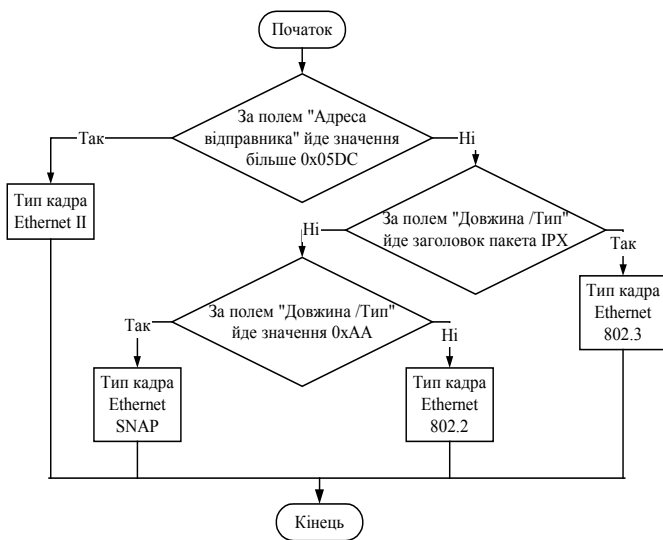 Початок
За полем "Адреса
відправника" йде значення
більше 0x05DC
Так
Ні
Тип кадра
Ethernet II
За полем "Довжина /Тип"
йде заголовок пакета IPX
Ні
Так
За полем "Довжина /Тип"
йде значення 0xAA
Тип кадра
Ethernet
802.3
Так
Ні
Тип кадра
Ethernet
SNAP
Тип кадра
Ethernet
802.2
Кінець